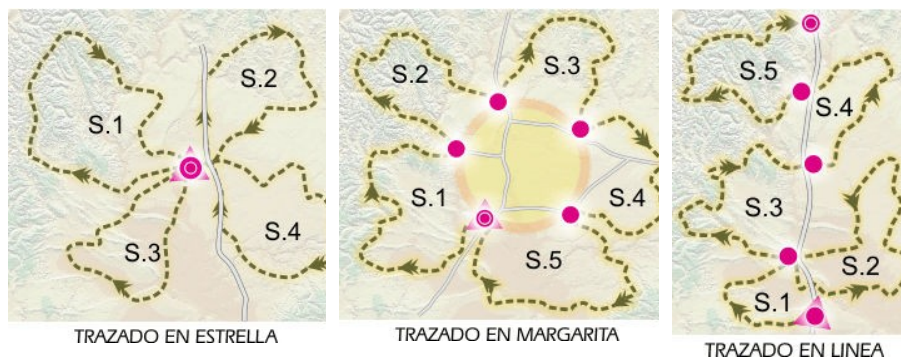 S.1
S.2
S.3
S.4
TRAZADO EN ESTRELLA
S.2
S.3
S.1
S.4
S.5
TRAZADO EN MARGARITA
S.5
S.4
S.3
S.2
S.1
TRAZADO EN LINEA